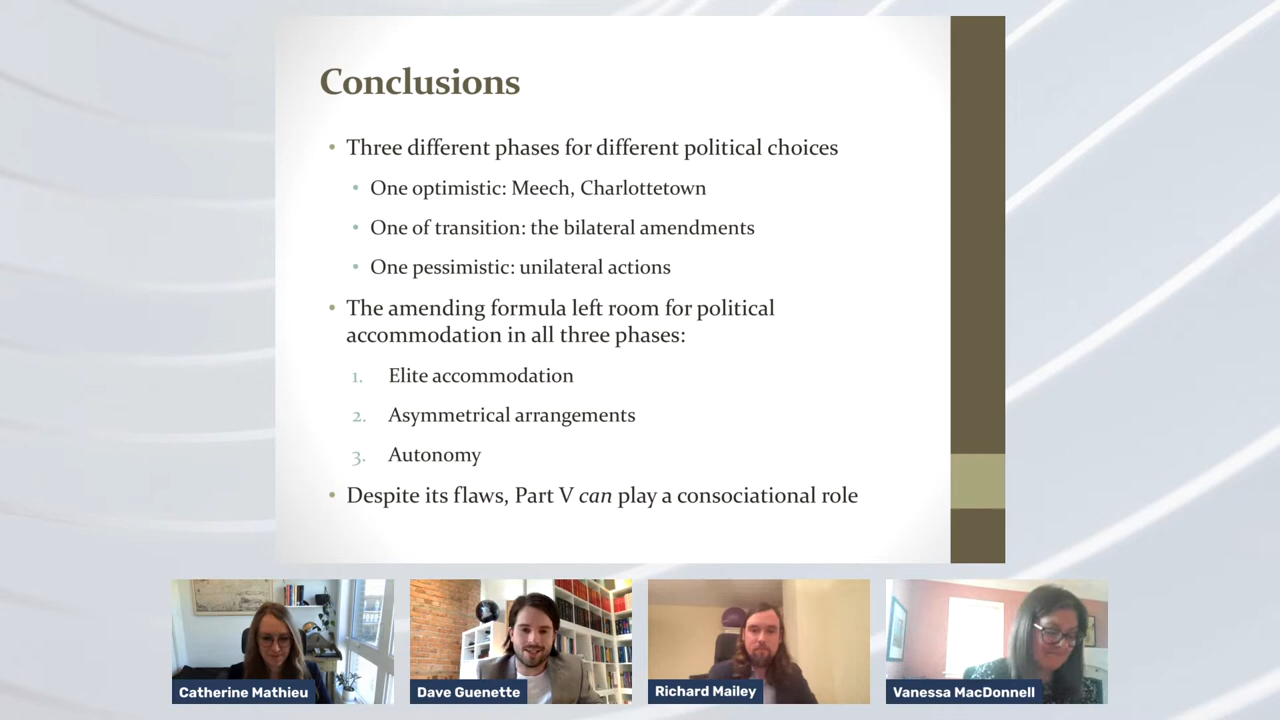 Conclusions
• Three different phases for different political choices
• One optimistic: Meech, Charlottetown
• One of transition: the bilateral amendments
• One pessimistic: unilateral actions
• The amending formula left room for political
accommodation in all three phases:
1. Elite accommodation
2. Asymmetrical arrangements
3. Autonomy
• Despite its flaws, Part V can play a consociational role
Catherine Mathieu
Dave Guenette
Richard Mailey
Vanessa MacDonnell